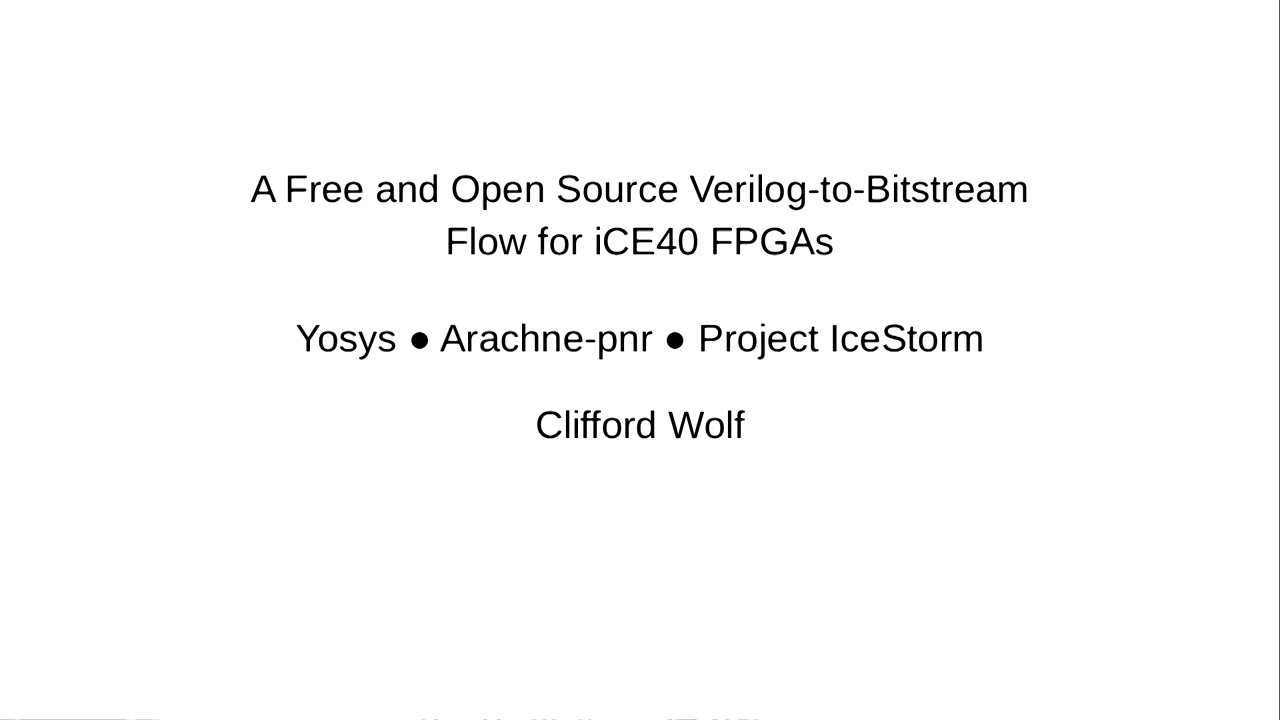 A Free and Open Source Verilog-to-Bitstream
Flow for iCE40 FPGAs
Yosys ● Arachne-pnr ● Project IceStorm
Clifford Wolf